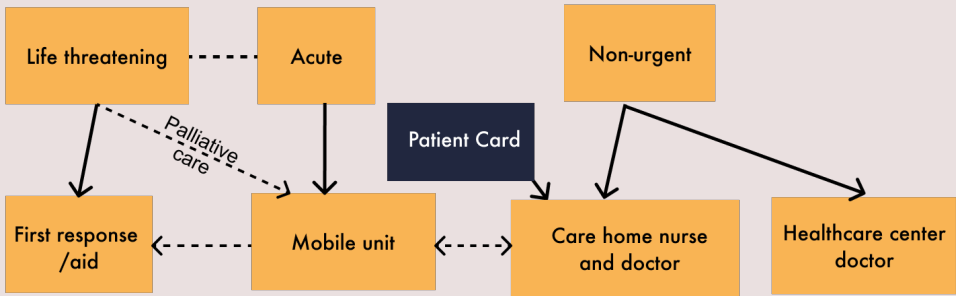 Life threatening
Acute
Non-urgent
Palliative
care
Patient Card
First response
/aid
Mobile unit
Care home nurse
and doctor
Healthcare center
doctor